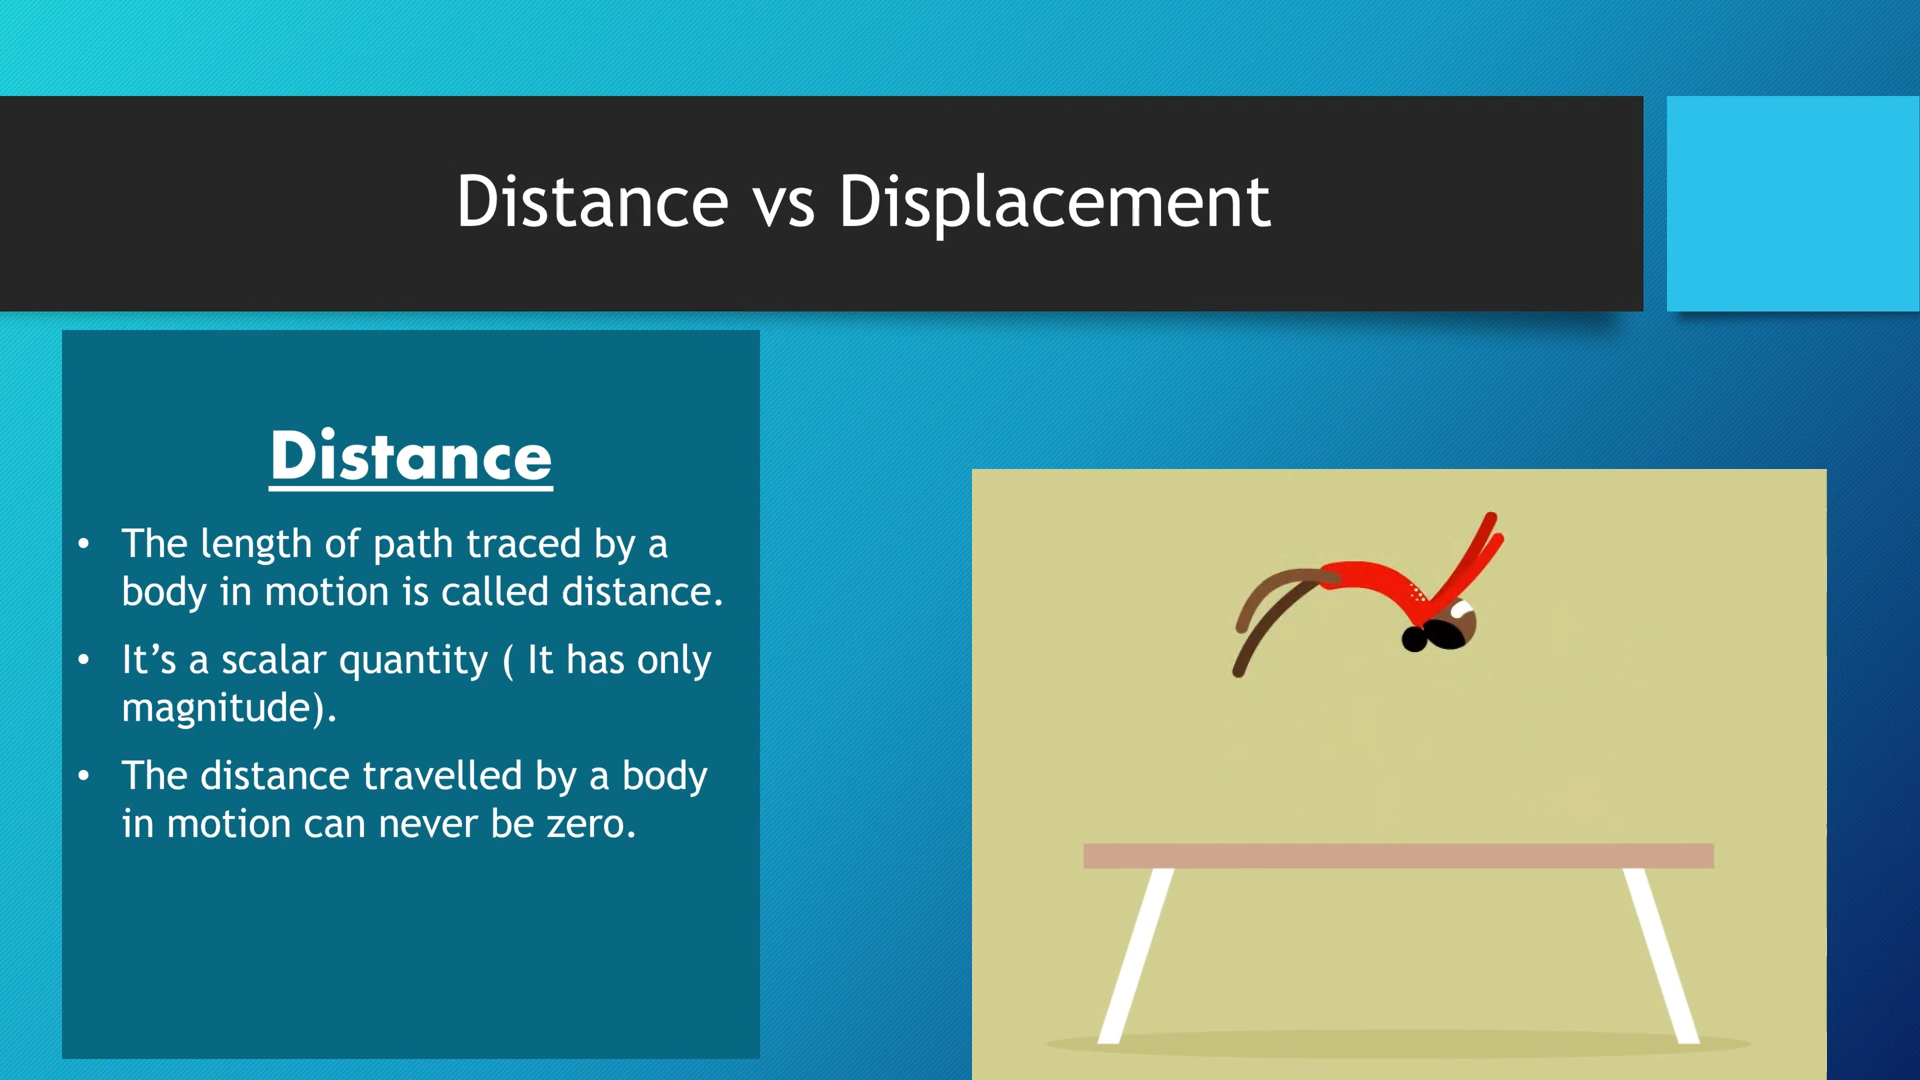 Distance vs Displacement
Distance
• The length of path traced by a
body in motion is called distance.
• It’s a scalar quantity ( It has only
magnitude).
• The distance travelled by a body
in motion can never be zero.